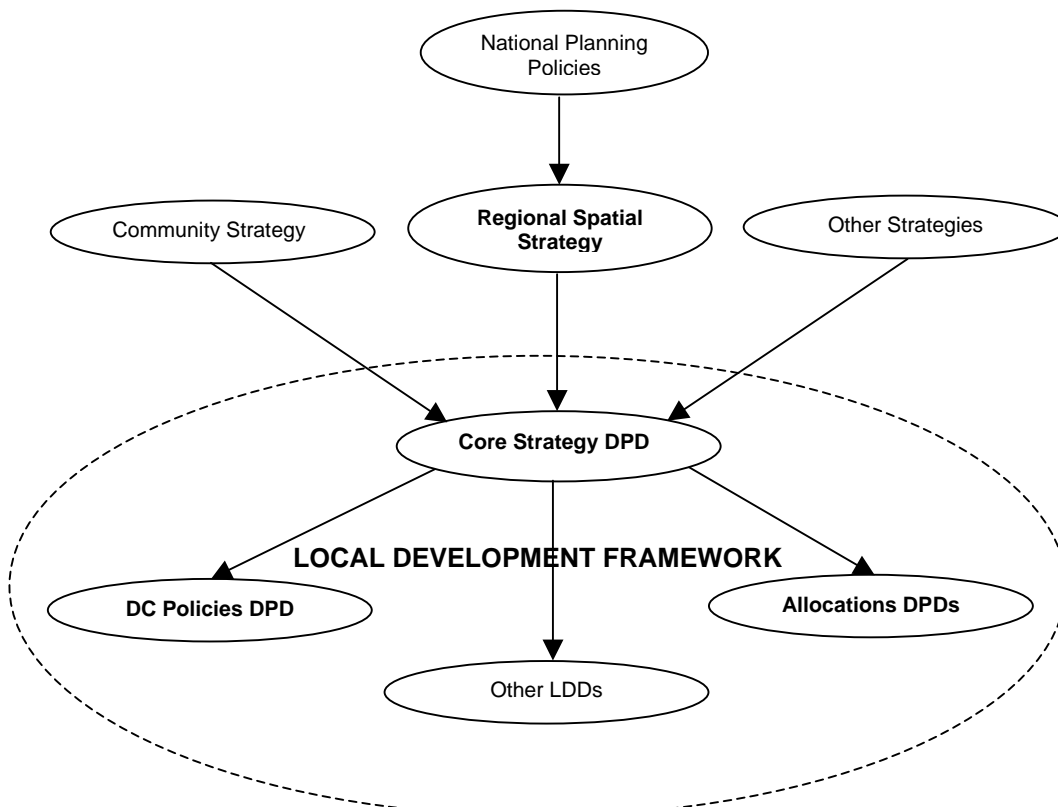 National Planning
Policies
Community Strategy
Regional Spatial
Strategy
Other Strategies
Core Strategy DPD
LOCAL DEVELOPMENT FRAMEWORK
DC Policies DPD
Allocations DPDs
Other LDDs